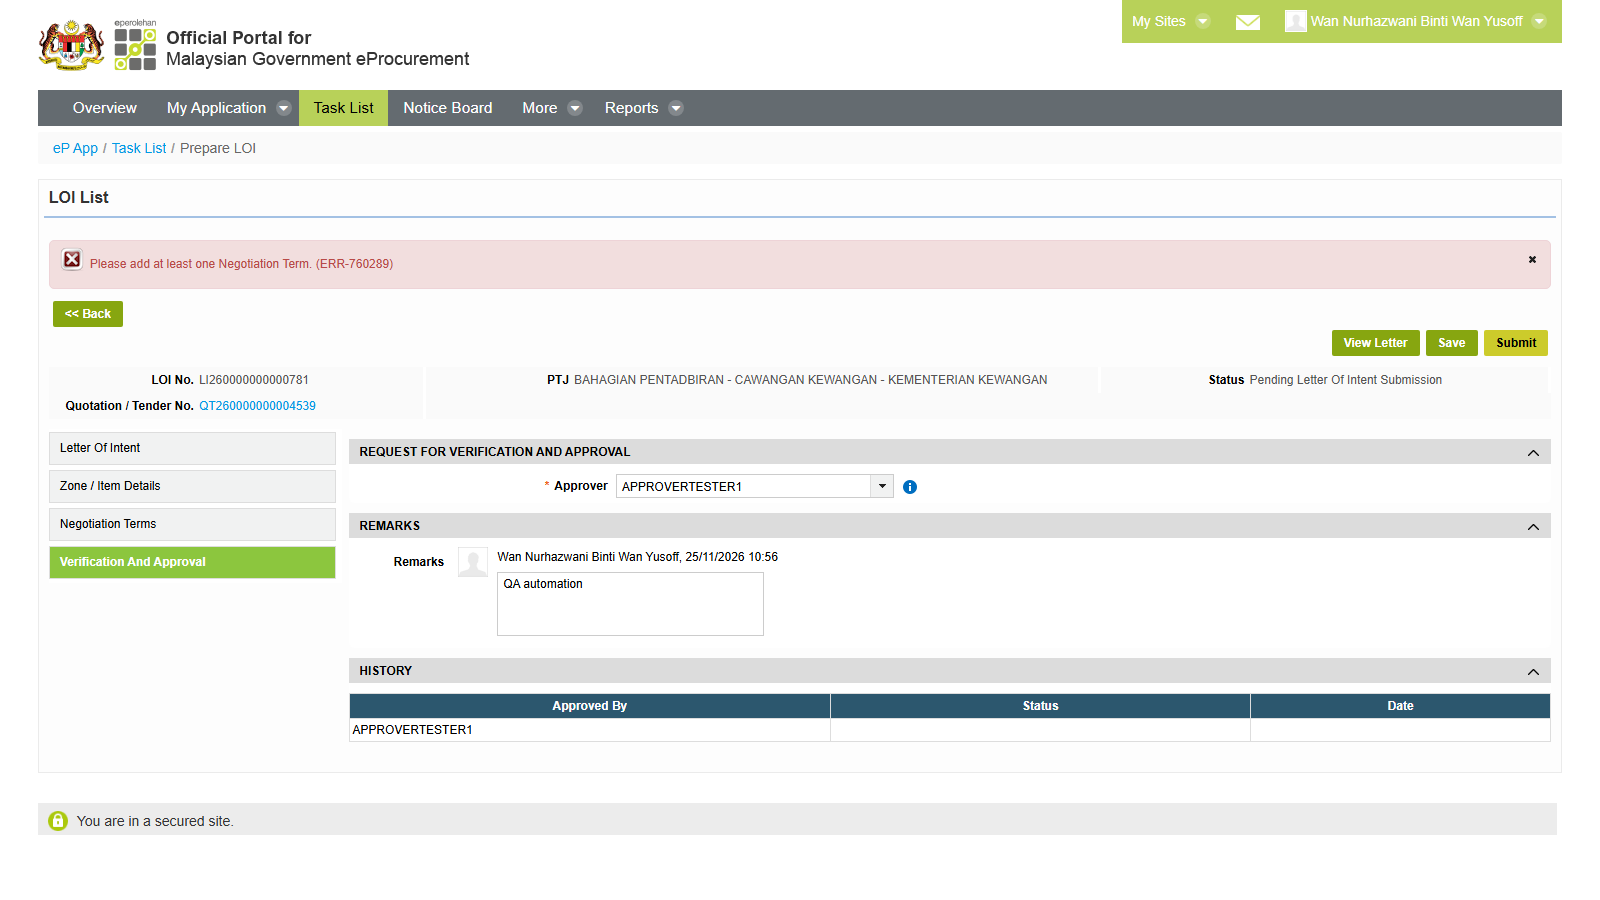 eperolehan
Official Portal for
Malaysian Government eProcurement
My Sites
Wan Nurhazwani Binti Wan Yusoff
Overview My Application Task List Notice Board More Reports
eP App / Task List / Prepare LOI
LOI List
Please add at least one Negotiation Term. (ERR-760289)
<< Back
View Letter Save Submit
LOI No. LI260000000000781 PTJ BAHAGIAN PENTADBIRAN - CAWANGAN KEWANGAN - KEMENTERIAN KEWANGAN Status Pending Letter Of Intent Submission
Quotation / Tender No. QT260000000004539
Letter Of Intent
Zone / Item Details
Negotiation Terms
Verification And Approval
REQUEST FOR VERIFICATION AND APPROVAL
* Approver APPROVERTESTER1
REMARKS
Remarks Wan Nurhazwani Binti Wan Yusoff, 25/11/2026 10:56
QA automation
HISTORY
Approved By Status Date
APPROVERTESTER1
You are in a secured site.